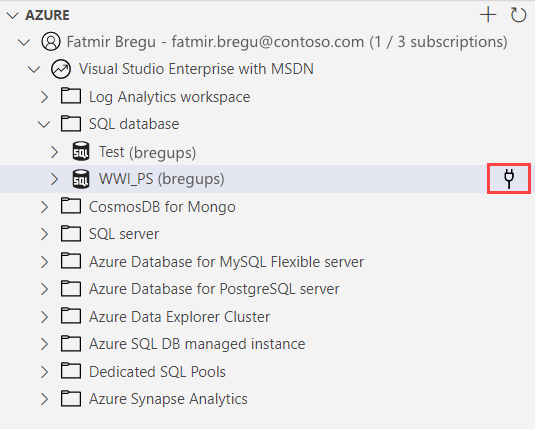 AZURE
Fatmir Bregu - fatmir.bregu@contoso.com (1 / 3 subscriptions)
Visual Studio Enterprise with MSDN
Log Analytics workspace
SQL database
SQL Test (bregups)
SQL WWI_PS (bregups)
CosmosDB for Mongo
SQL server
Azure Database for MySQL Flexible server
Azure Database for PostgreSQL server
Azure Data Explorer Cluster
Azure SQL DB managed instance
Dedicated SQL Pools
Azure Synapse Analytics